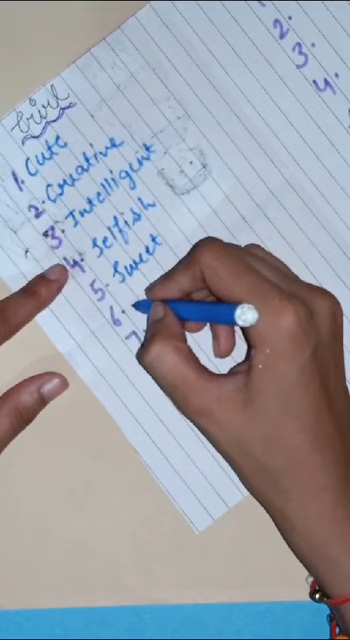 Girl
1. Cute
2. Creative
3. Intelligent
4. Selfish
5. Sweet
6.
7
2.
3.
4.